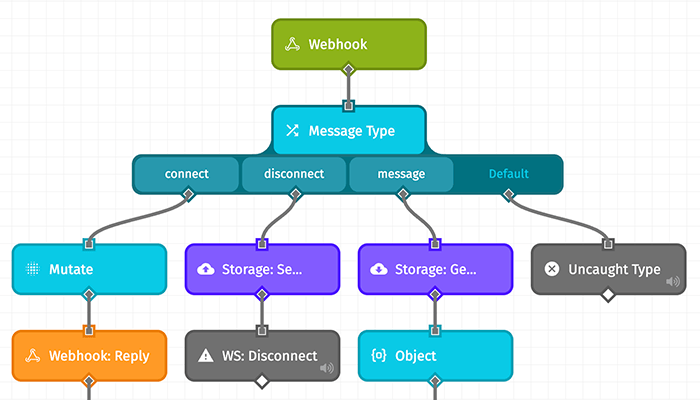 Webhook
Message Type
connect disconnect message Default
Mutate Storage: Se... Storage: Ge... Uncaught Type
Webhook: Reply WS: Disconnect {o} Object